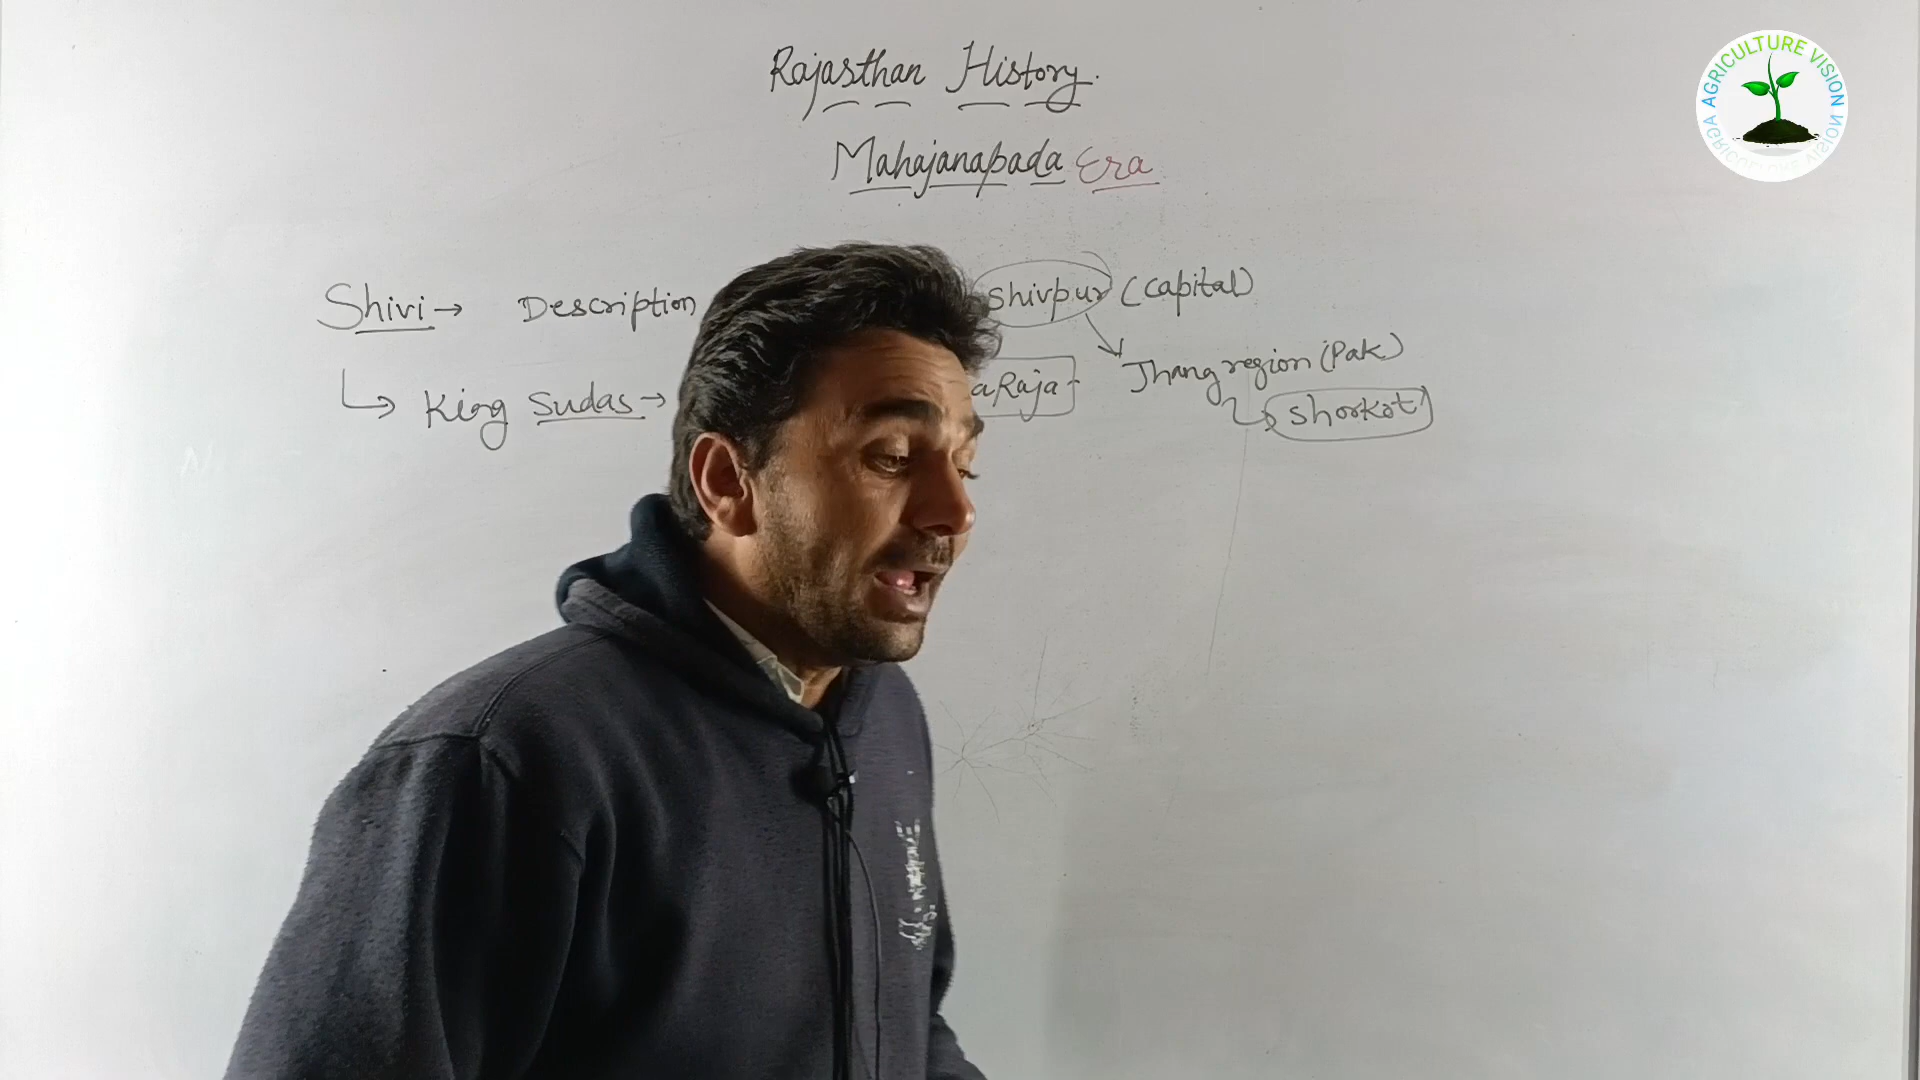 Rajasthan History.
Mahajanapada Era
Shivi → Description shivpur (capital)
Jhang region (Pak)
King Sudas → aRaja
shorkot
AGRICULTURE VISION